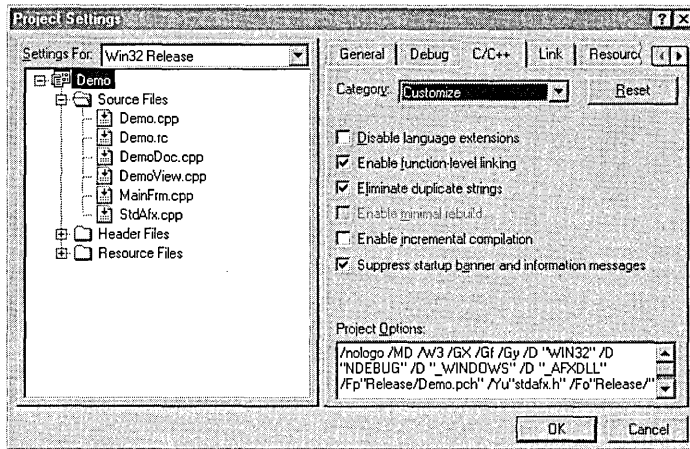 Project Settings
Settings For: Win32 Release
Demo
Source Files
Demo.cpp
Demo.rc
DemoDoc.cpp
DemoView.cpp
MainFrm.cpp
StdAfx.cpp
Header Files
Resource Files
General Debug C/C++ Link Resourc
Category: Customize Reset
Disable language extensions
Enable function-level linking
Eliminate duplicate strings
Enable minimal rebuild
Enable incremental compilation
Suppress startup banner and information messages
Project Options:
/nologo /MD /W3 /GX /Gf /Gy /D "WIN32" /D
"NDEBUG" /D "_WINDOWS" /D "_AFXDLL"
/Fp"Release/Demo.pch" /Yu"stdafx.h" /Fo"Release/"
OK Cancel